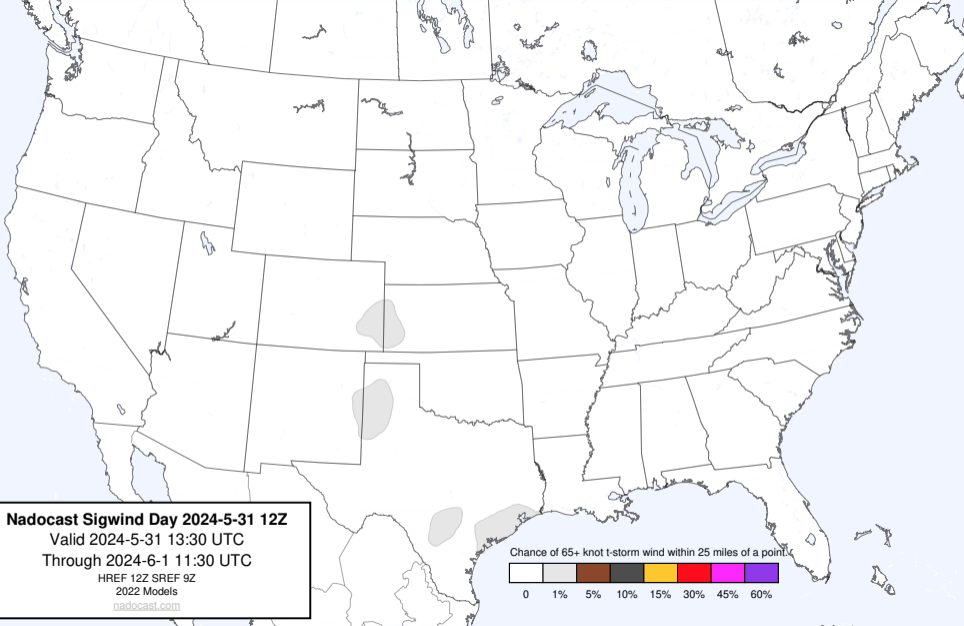 Nadocast Sigwind Day 2024-5-31 12Z
Valid 2024-5-31 13:30 UTC
Through 2024-6-1 11:30 UTC
HREF 12Z SREF 9Z
2022 Models
nadocast.com
Chance of 65+ knot t-storm wind within 25 miles of a point.
0 1% 5% 10% 15% 30% 45% 60%